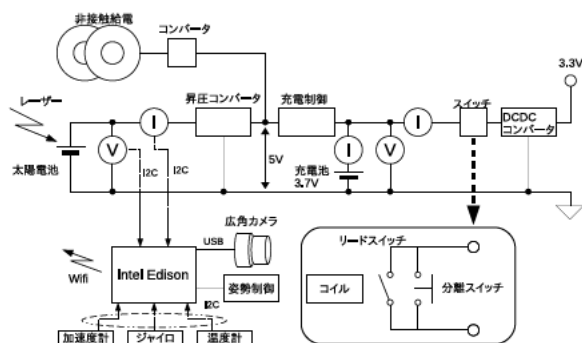 非接触給電
コンバータ
3.3V
レーザー
昇圧コンバータ
充電制御
スイッチ
DCDC
コンバータ
I
I
V
I
V
太陽電池
I2C
I2C
5V
充電池
3.7V
広角カメラ
USB
Wifi
Intel Edison
姿勢制御
I2C
加速度計
ジャイロ
温度計
リードスイッチ
コイル
分離スイッチ